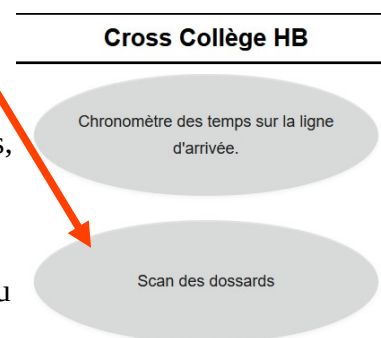 Cross Collège HB
Chronomètre des temps sur la ligne
d'arrivée.
s,
Scan des dossards
u